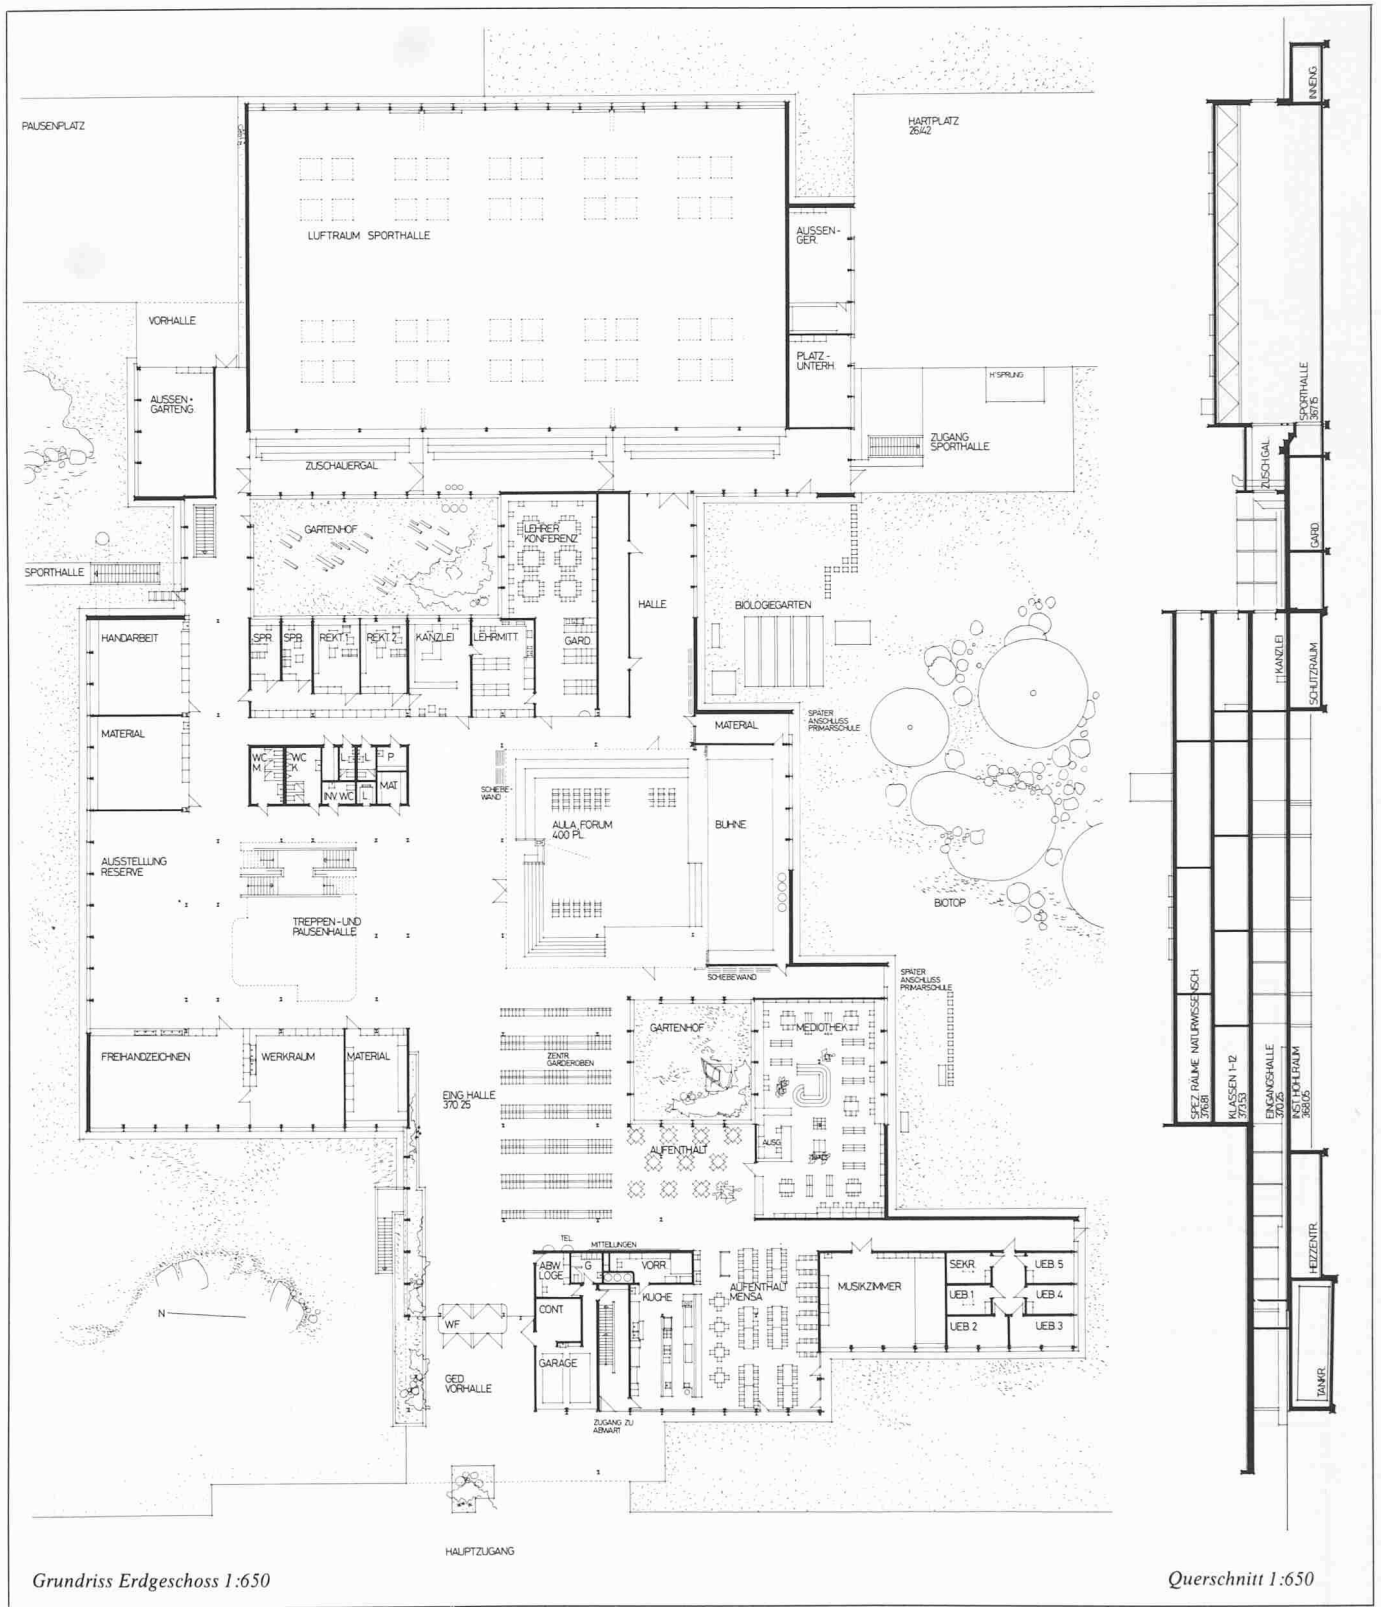 PAUSENPLATZ
HARTPLATZ
26/42
LUFTRAUM SPORTHALLE
AUSSEN-
GER.
VORHALLE
PLATZ-
UNTERH.
H'SPRUNG
AUSSEN+
GARTENG.
ZUGANG
SPORTHALLE
ZUSCHAUERGAL.
GARTENHOF
LEHRER
KONFERENZ
SPORTHALLE
HALLE
BIOLOGIEGARTEN
HANDARBEIT
SPR.
SPR.
REKT 1
REKT 2
KANZLEI
LEHRMITT.
GARD.
MATERIAL
MATERIAL
SPÄTER
ANSCHLUSS
PRIMARSCHULE
WC
M.
WC
K.
L
L
P
INV. WC
L
MAT.
SCHIEBE-
WAND
AULA FORUM
400 PL.
BÜHNE
AUSSTELLUNG
RESERVE
TREPPEN-UND
PAUSENHALLE
BIOTOP
SCHIEBEWAND
SPÄTER
ANSCHLUSS
PRIMARSCHULE
FREIHANDZEICHNEN
WERKRAUM
MATERIAL
ZENTR.
GARDEROBEN
GARTENHOF
MEDIOTHEK
EING HALLE
370.25
AUFENTHALT
AUSG.
TEL.
MITTEILUNGEN
ABW.
LOGE
G
VORR.
KÜCHE
AUFENTHALT
MENSA
MUSIKZIMMER
SEKR.
UEB. 5
UEB. 1
UEB. 4
UEB. 2
UEB. 3
N
WF
CONT
GARAGE
GED.
VORHALLE
ZUGANG ZU
ABWART
HAUPTZUGANG
INNENG.
SPORTHALLE
367.15
ZUSCH.GAL.
GARD.
KANZLEI
SCHUTZRAUM
SPEZ. RÄUME NATURWISSENSCH.
376.81
KLASSEN 1-12
373.53
EINGANGSHALLE
370.25
INST. HOHLRAUM
368.05
HEIZZENTR.
TANKR.
Grundriss Erdgeschoss 1:650
Querschnitt 1:650